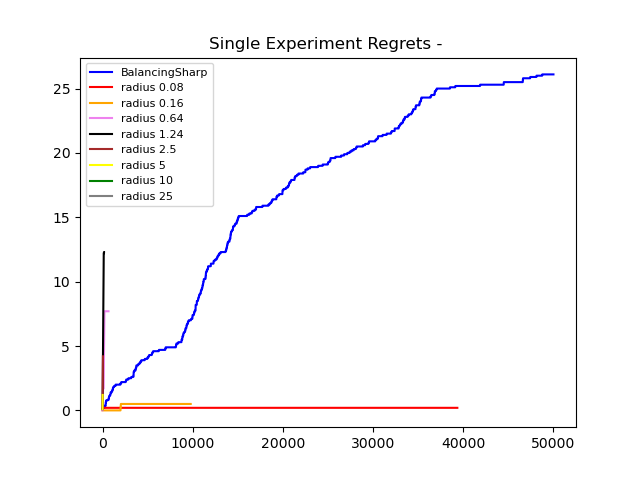 Single Experiment Regrets -
BalancingSharp
radius 0.08
radius 0.16
radius 0.64
radius 1.24
radius 2.5
radius 5
radius 10
radius 25
25
20
15
10
5
0
0 10000 20000 30000 40000 50000